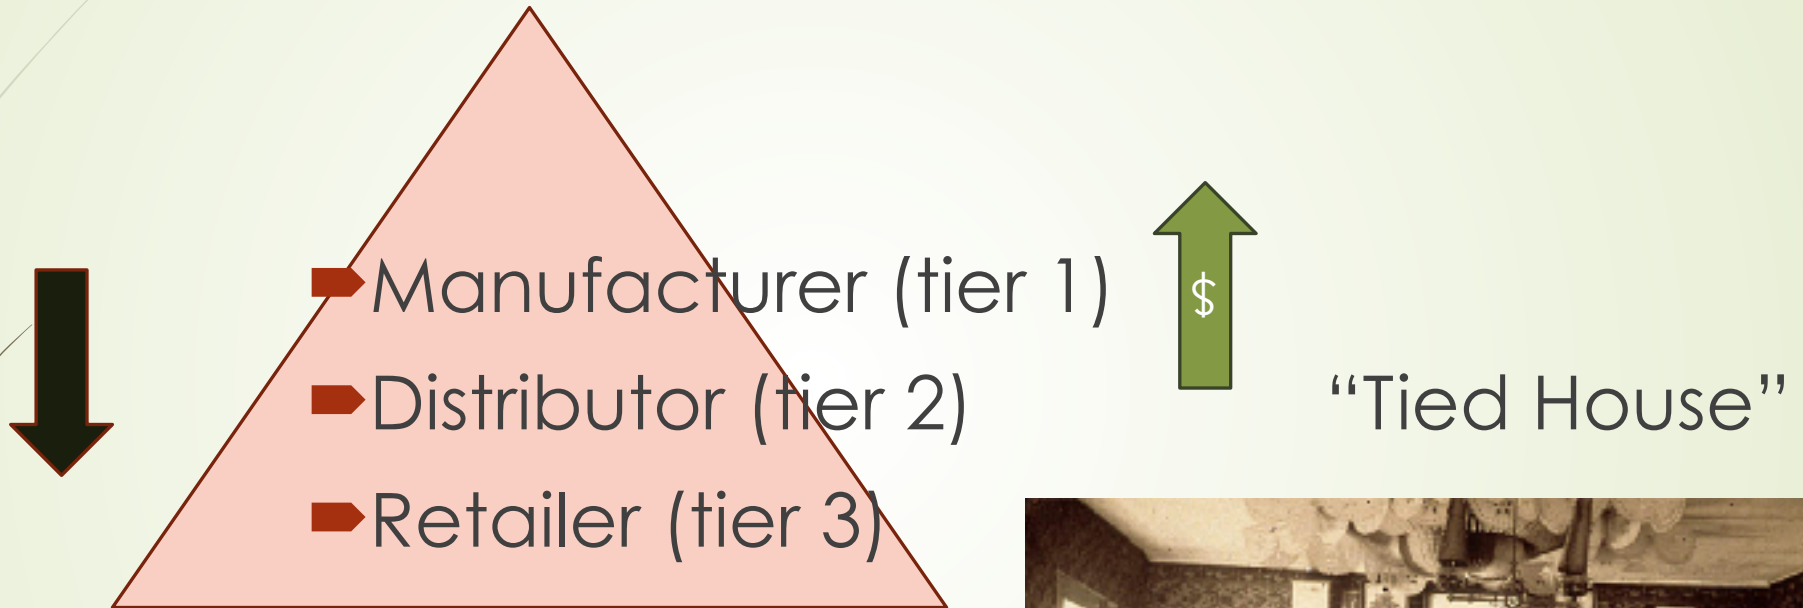 Manufacturer (tier 1)
$
Distributor (tier 2)
“Tied House”
Retailer (tier 3)